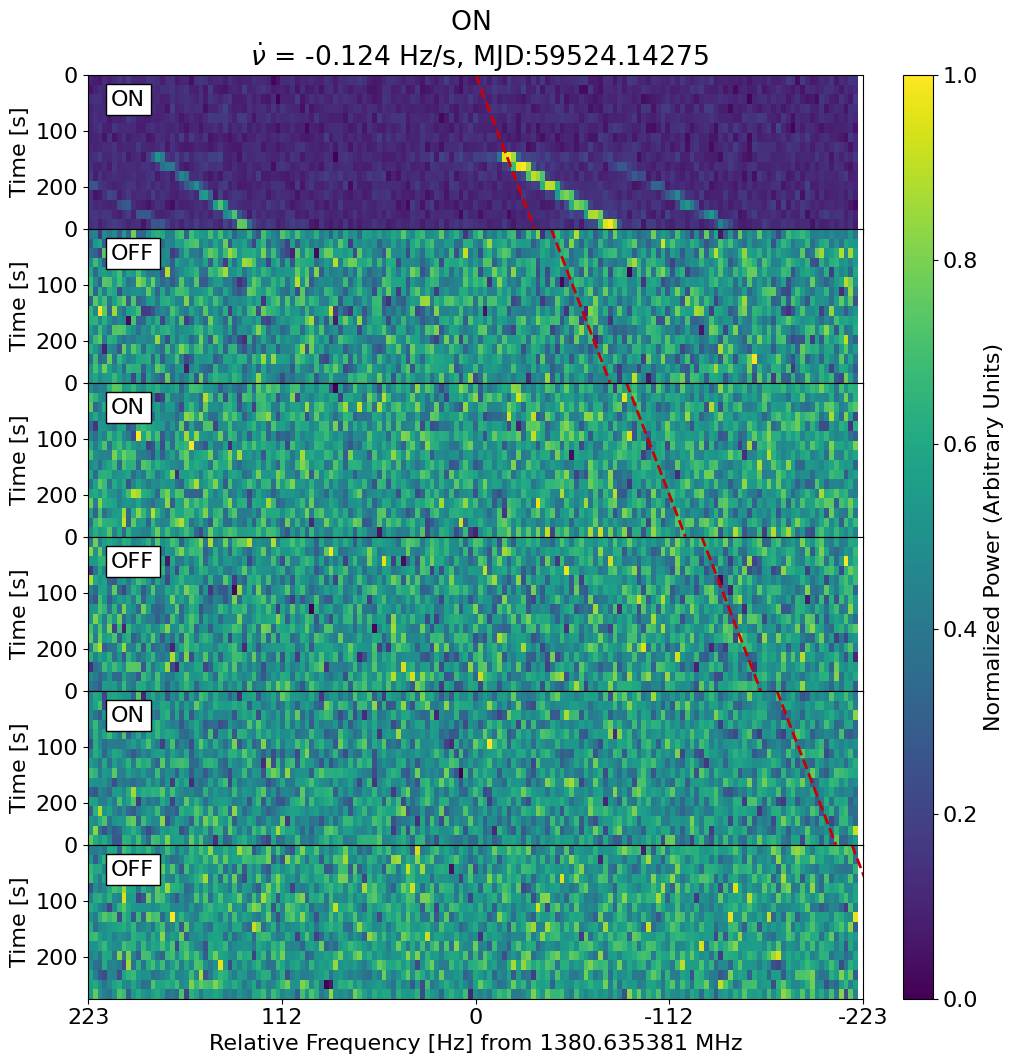 ON
ν̇ = -0.124 Hz/s, MJD:59524.14275
ON
OFF
ON
OFF
ON
OFF
Time [s]
Time [s]
Time [s]
Time [s]
Time [s]
Time [s]
0
100
200
0
100
200
0
100
200
0
100
200
0
100
200
0
100
200
223
112
0
-112
-223
Relative Frequency [Hz] from 1380.635381 MHz
1.0
0.8
0.6
0.4
0.2
0.0
Normalized Power (Arbitrary Units)